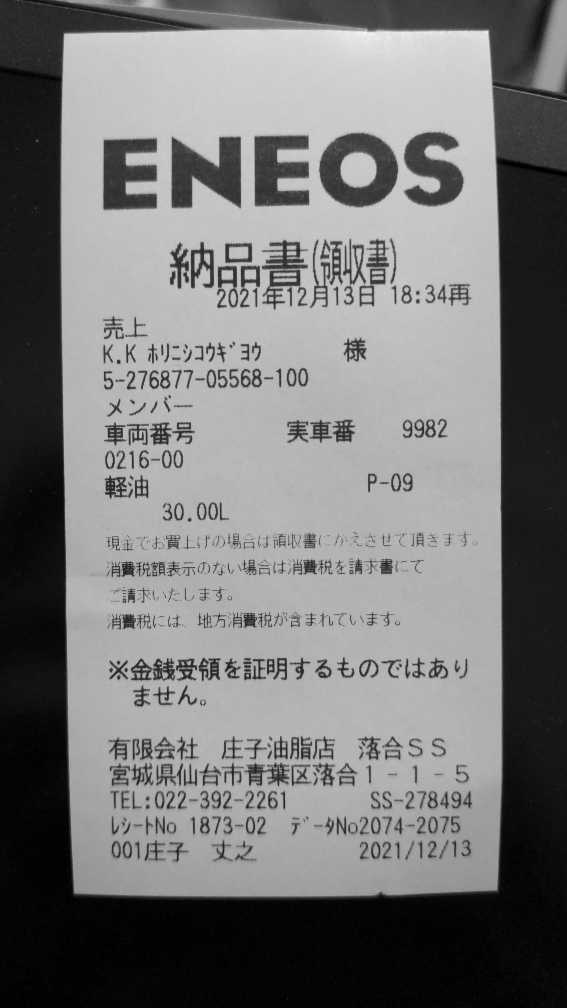 ENEOS
納品書(領収書)
2021年12月13日 18:34再
売上
K.K ﾎﾘﾆｼｺｳｷﾞﾖｳ 様
5-276877-05568-100
メンバー
車両番号 実車番 9982
0216-00
軽油 P-09
30.00L
現金でお買上げの場合は領収書にかえさせて頂きます。
消費税額表示のない場合は消費税を請求書にて
ご請求いたします。
消費税には、地方消費税が含まれています。
※金銭受領を証明するものではあり
ません。
有限会社 庄子油脂店 落合ＳＳ
宮城県仙台市青葉区落合１－１－５
TEL:022-392-2261 SS-278494
ﾚｼｰﾄNo 1873-02 ﾃﾞｰﾀNo2074-2075
001庄子 丈之 2021/12/13